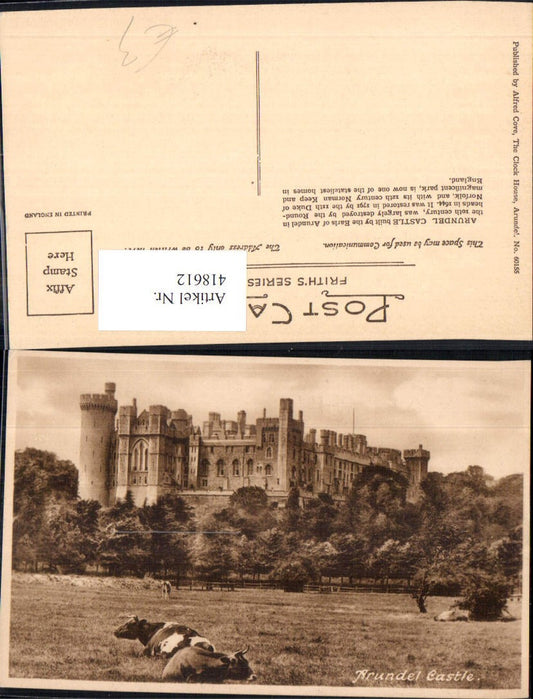 POST CA
FRITH'S SERIES
Artikel Nr.
418612
Affix
Stamp
Here
This Space may be used for Communication.
The Address only to be written
ARUNDEL CASTLE built by the Earls of Arundel in
the 10th century, was largely destroyed by the Round-
heads in 1644. It was restored in 1791 by the 11th Duke of
Norfolk, and with its 12th century Norman Keep and
magnificent park, is now one of the stateliest homes in
England.
PRINTED IN ENGLAND
Published by Alfred Cove, The Clock House, Arundel. No. 60185
£3
Arundel Castle.